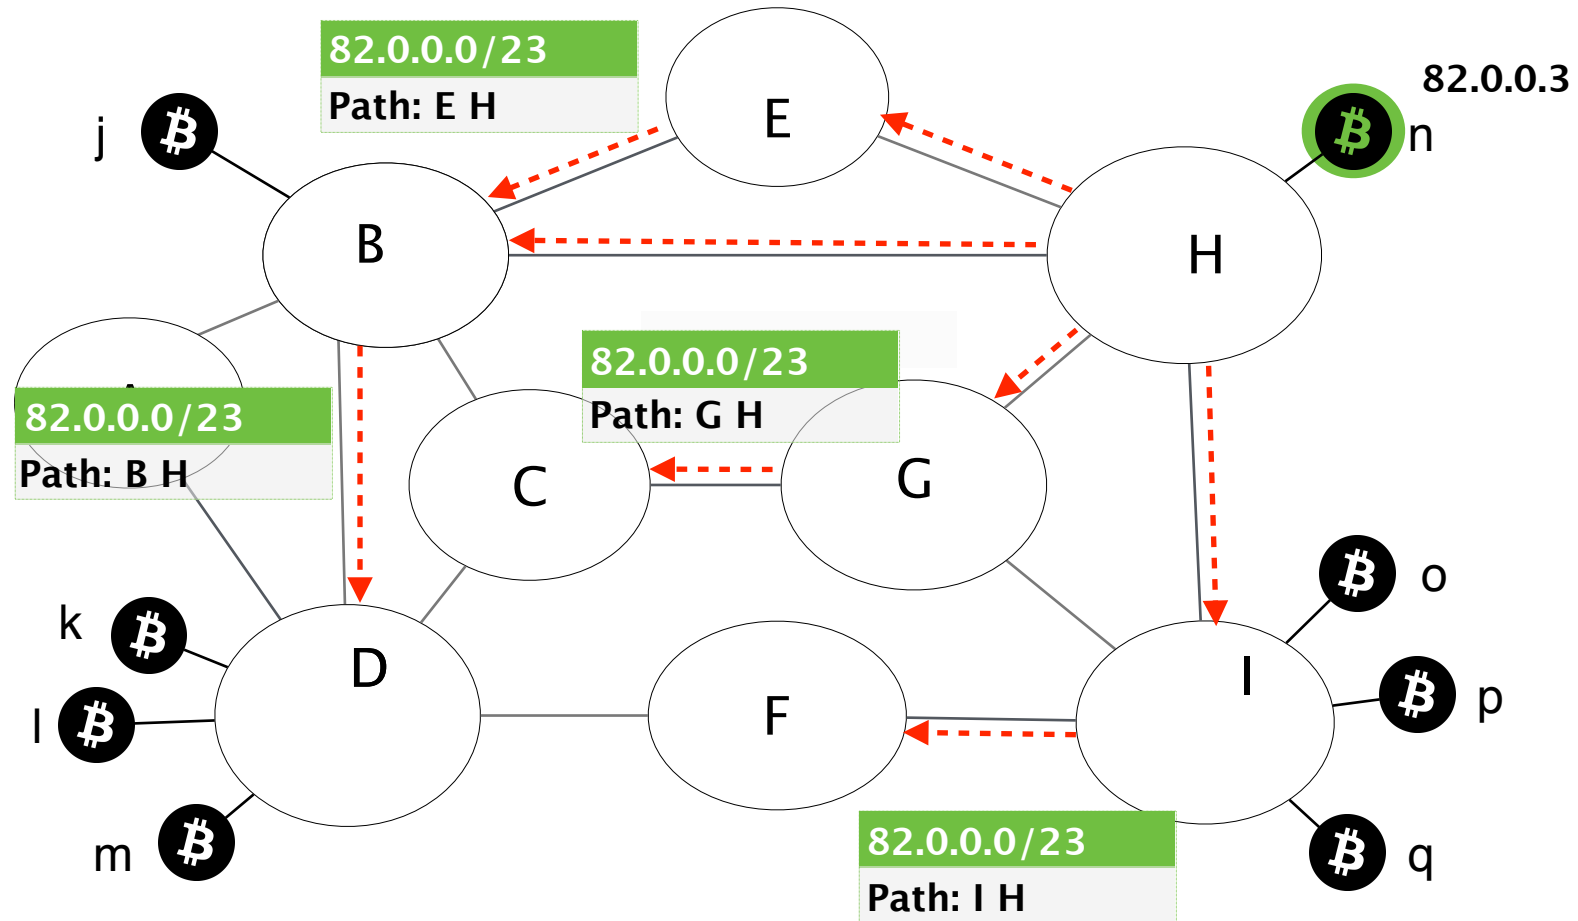 82.0.0.0/23
Path: E H
E
82.0.0.3
n
j
B
H
82.0.0.0/23
Path: G H
82.0.0.0/23
Path: B H
C
G
o
k
D
I
p
l
F
m
q
82.0.0.0/23
Path: I H